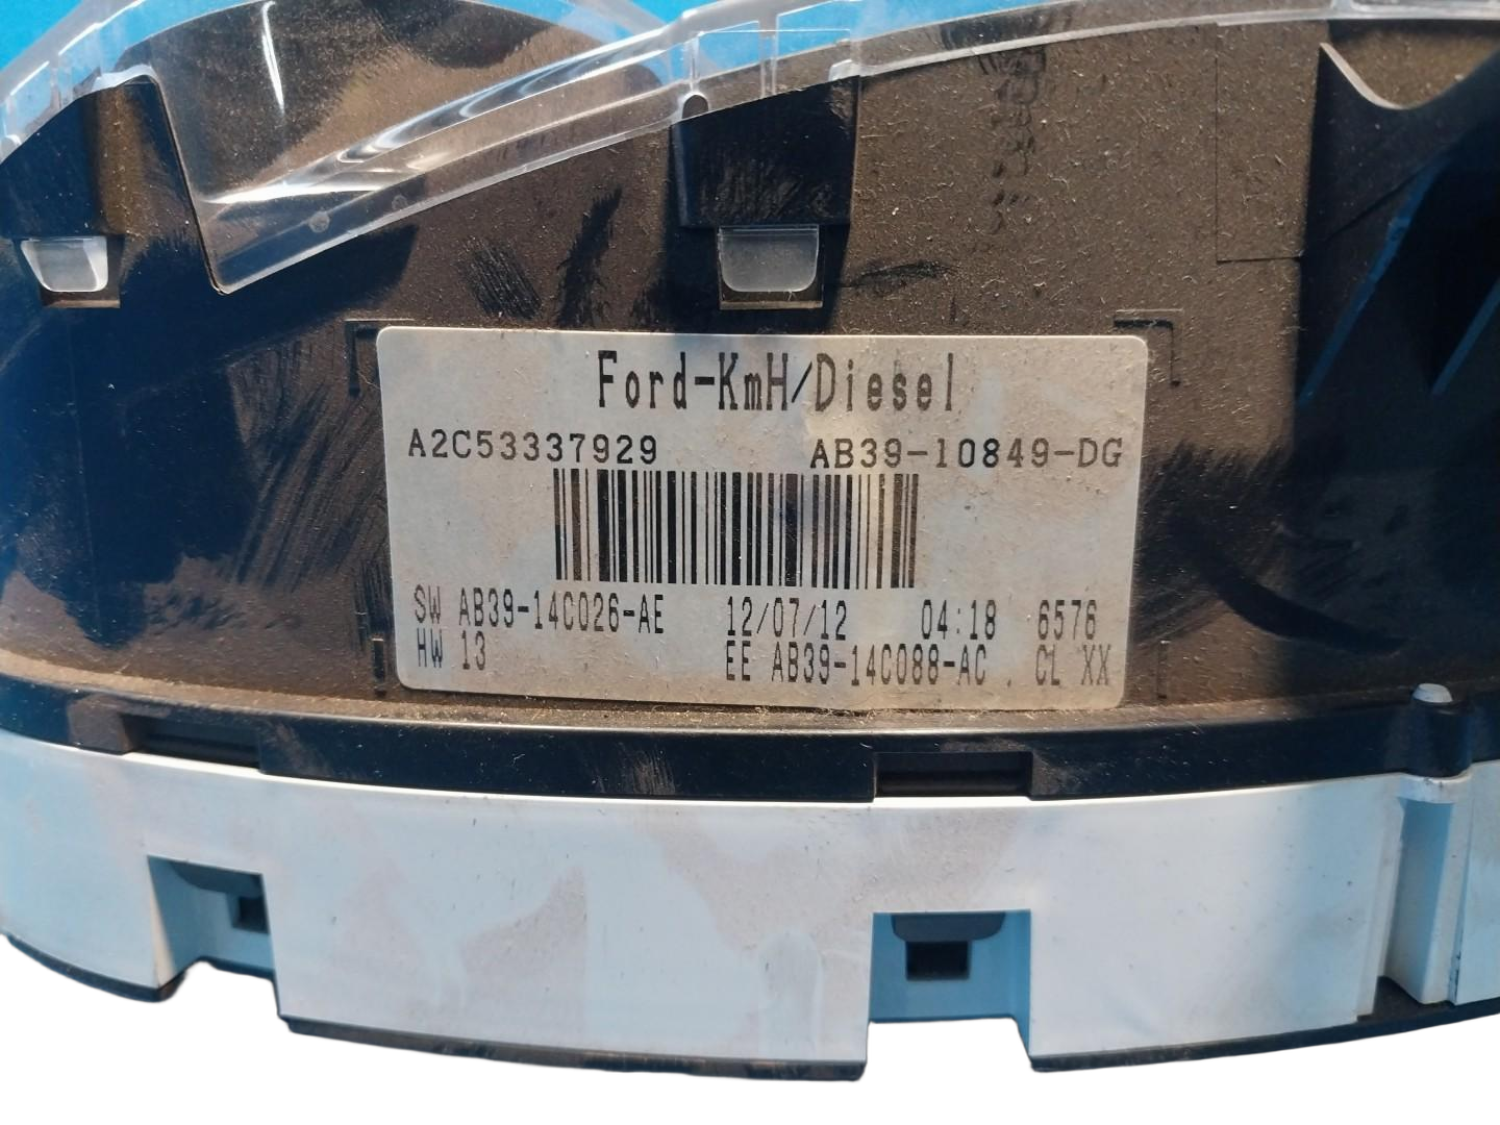 Ford-KmH/Diesel
A2C53337929 AB39-10849-DG
SW AB39-14C026-AE 12/07/12 04:18 6576
HW 13 EE AB39-14C088-AC CL XX